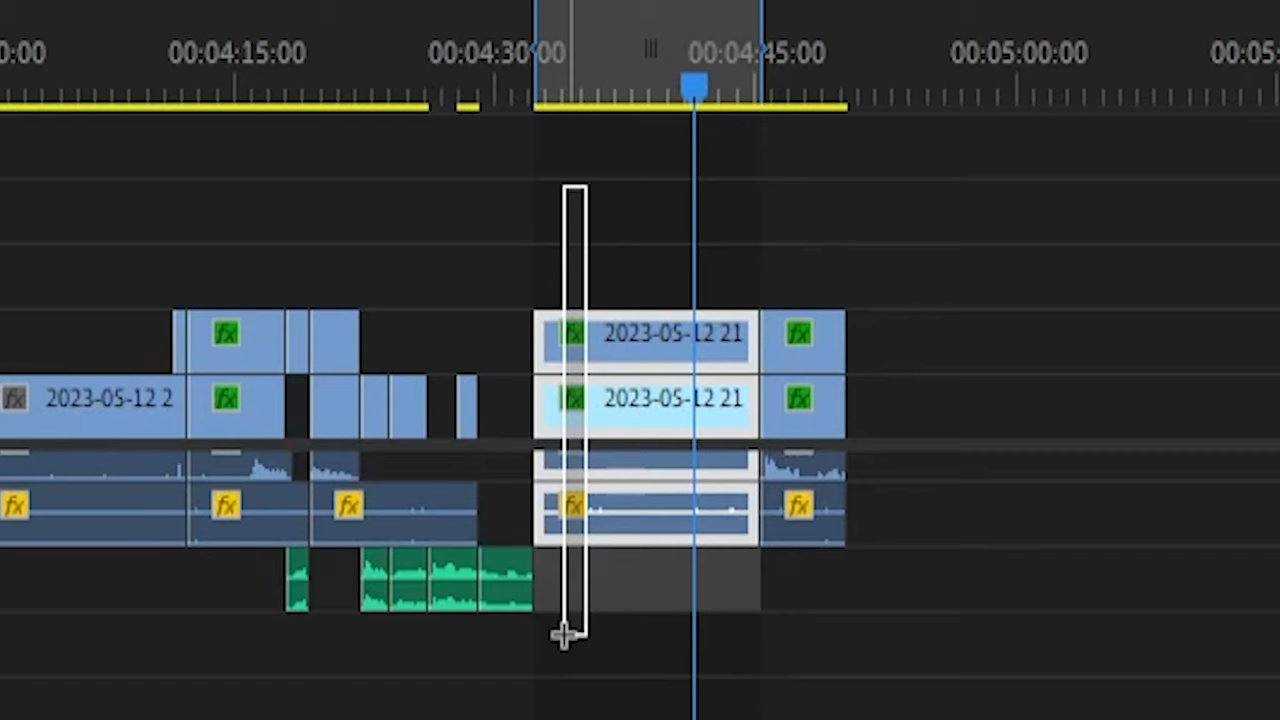 0:00 00:04:15:00 00:04:30:00 00:04:45:00 00:05:00:00 00:05:
fx 2023-05-12 21 fx
fx 2023-05-12 2 fx fx 2023-05-12 21 fx
fx fx fx fx fx